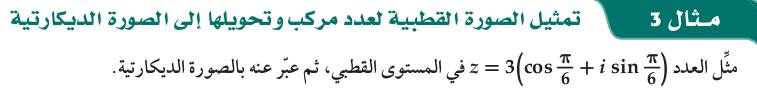 مـثـال 3 تمثيل الصورة القطبية لعدد مركب وتحويلها إلى الصورة الديكارتية
مثِّل العدد z = 3(cos π/6 + i sin π/6) في المستوى القطبي، ثم عبّر عنه بالصورة الديكارتية.